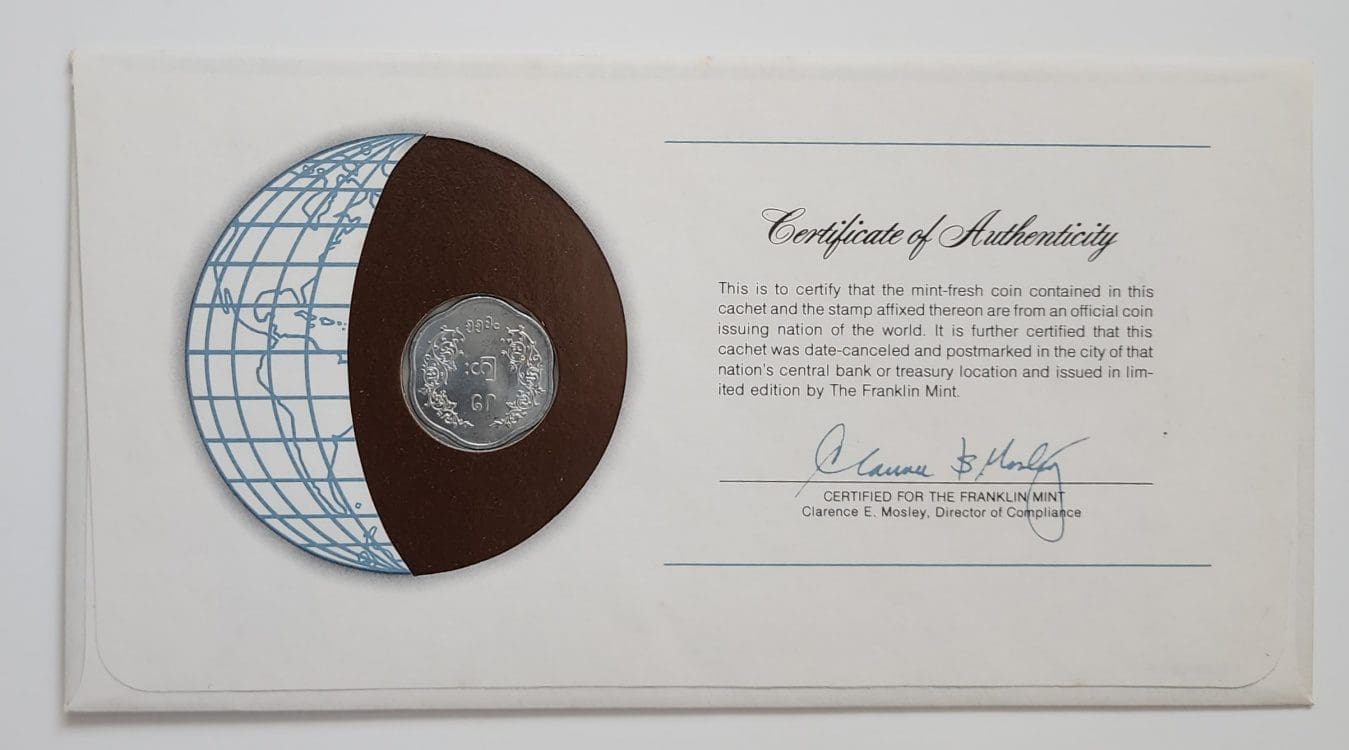 Certificate of Authenticity
This is to certify that the mint-fresh coin contained in this
cachet and the stamp affixed thereon are from an official coin
issuing nation of the world. It is further certified that this
cachet was date-canceled and postmarked in the city of that
nation's central bank or treasury location and issued in lim-
ited edition by The Franklin Mint.
Clarence E Mosley
CERTIFIED FOR THE FRANKLIN MINT
Clarence E. Mosley, Director of Compliance